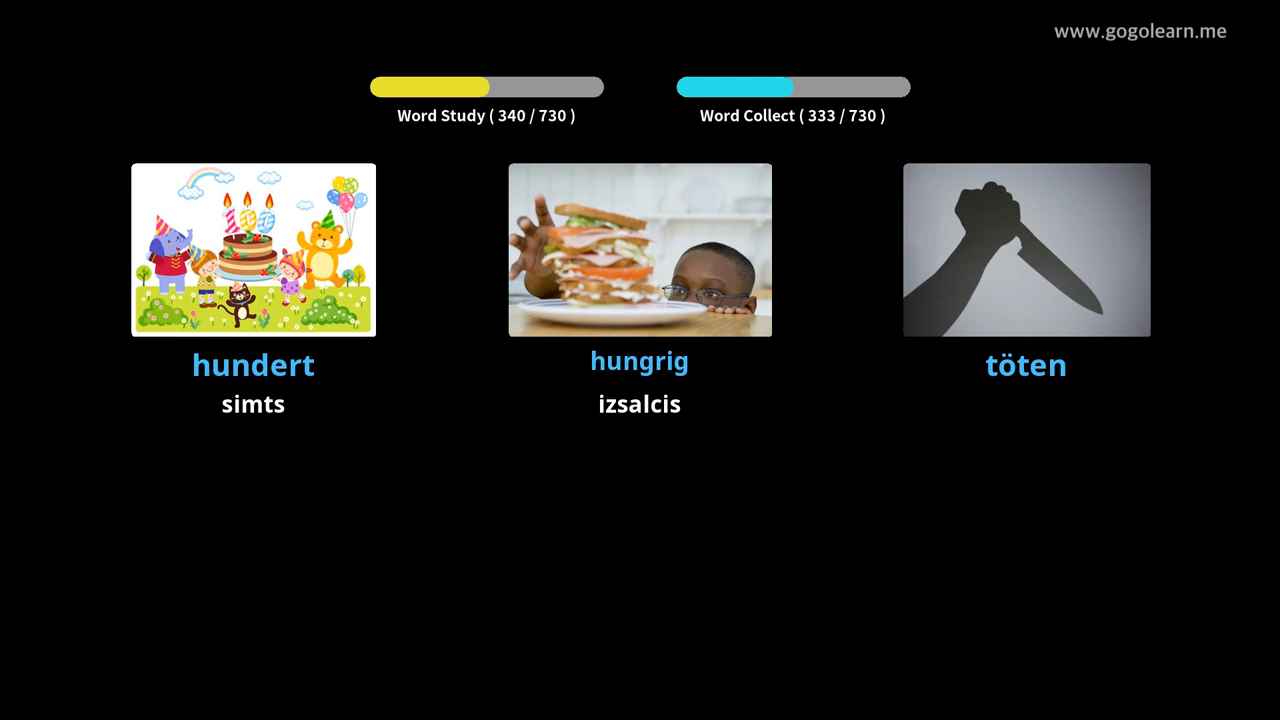 www.gogolearn.me
Word Study ( 340 / 730 )
Word Collect ( 333 / 730 )
100
hundert
simts
hungrig
izsalcis
töten